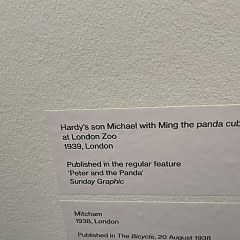 Hardy's son Michael with Ming the panda cub
at London Zoo
1939, London
Published in the regular feature
'Peter and the Panda'
Sunday Graphic
Mitcham
1938, London
Published in The Bicycle, 20 August 1938